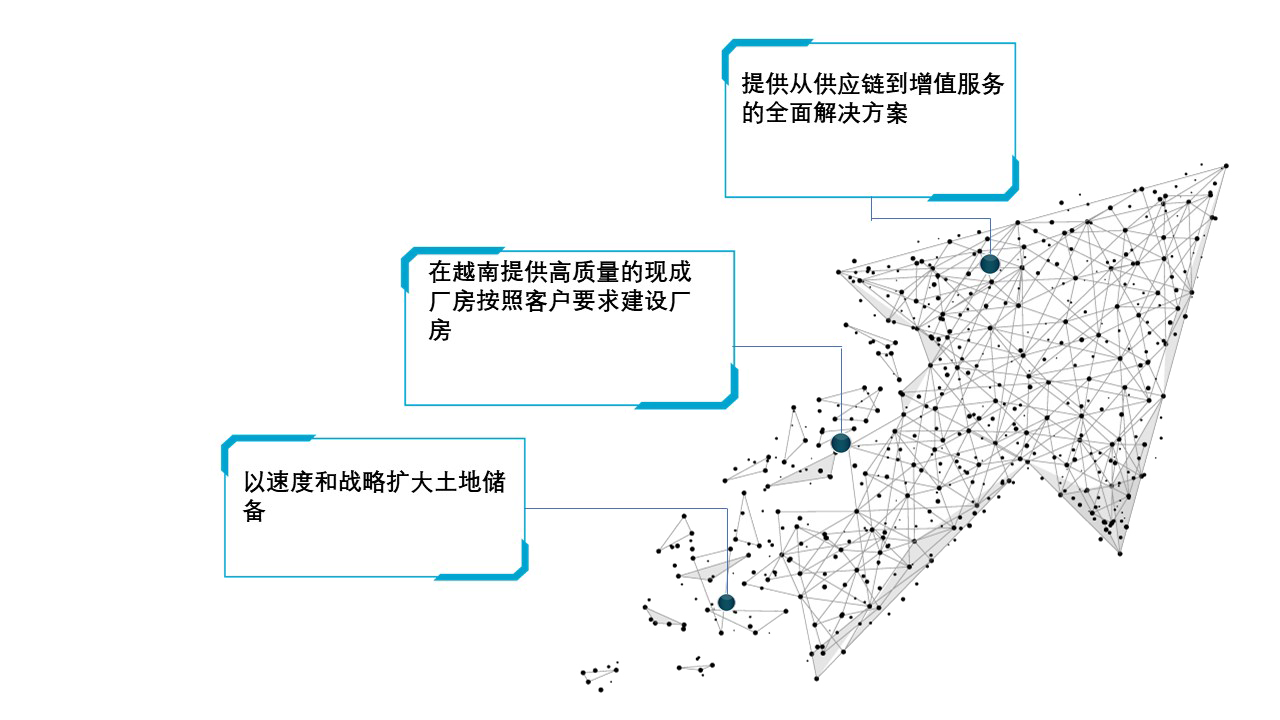 提供从供应链到增值服务
的全面解决方案
在越南提供高质量的现成
厂房按照客户要求建设厂
房
以速度和战略扩大土地储
备